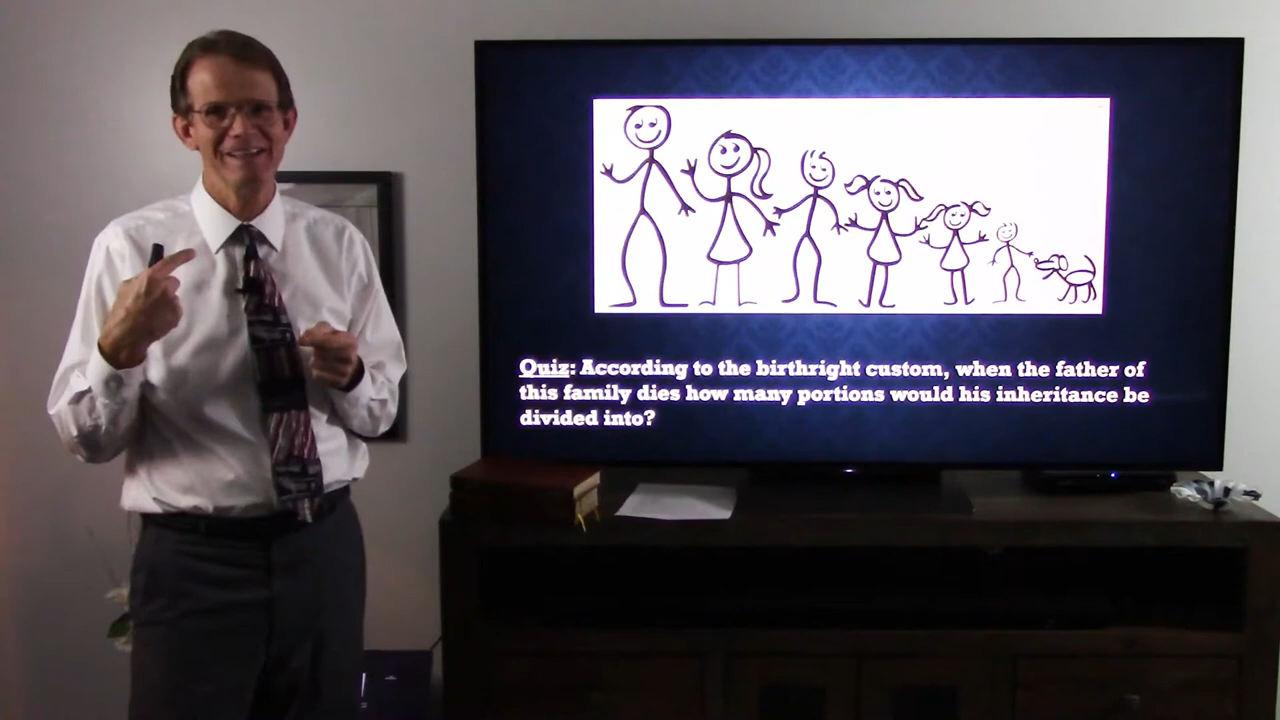 Quiz: According to the birthright custom, when the father of
this family dies how many portions would his inheritance be
divided into?